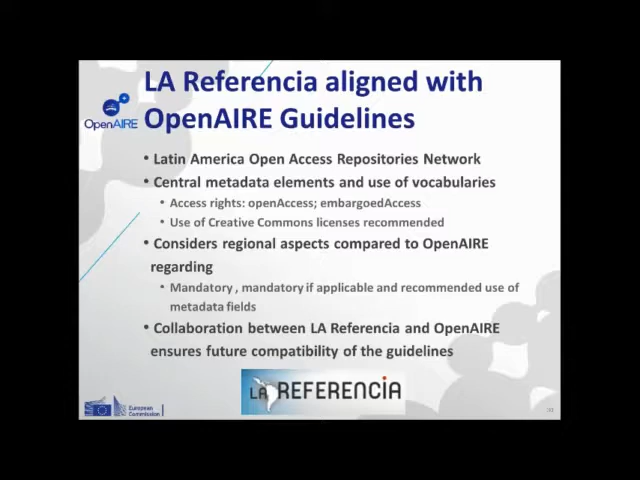 LA Referencia aligned with
OpenAIRE Guidelines
OpenAIRE
• Latin America Open Access Repositories Network
• Central metadata elements and use of vocabularies
• Access rights: openAccess; embargoedAccess
• Use of Creative Commons licenses recommended
• Considers regional aspects compared to OpenAIRE
regarding
• Mandatory , mandatory if applicable and recommended use of
metadata fields
• Collaboration between LA Referencia and OpenAIRE
ensures future compatibility of the guidelines
LA REFERENCIA
European
Commission